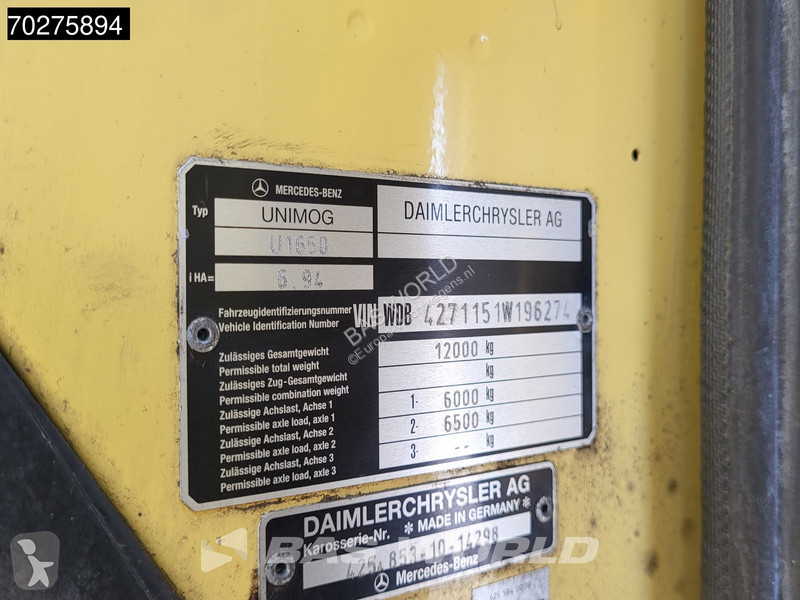 70275894
MERCEDES-BENZ
Typ UNIMOG DAIMLERCHRYSLER AG
U1650
i HA= 6.94
Fahrzeugidentifizierungsnummer
Vehicle Identification Number
VIN WDB 4271151W196274
Zulässiges Gesamtgewicht
Permissible total weight
12000 kg
Zulässiges Zug-Gesamtgewicht
Permissible combination weight
kg
Zulässige Achslast, Achse 1
Permissible axle load, axle 1
1- 6000 kg
Zulässige Achslast, Achse 2
Permissible axle load, axle 2
2- 6500 kg
Zulässige Achslast, Achse 3
Permissible axle load, axle 3
3- -- kg
DAIMLERCHRYSLER AG
Karosserie-Nr. * MADE IN GERMANY *
Mercedes-Benz
BAS WORLD
BAS WORLD